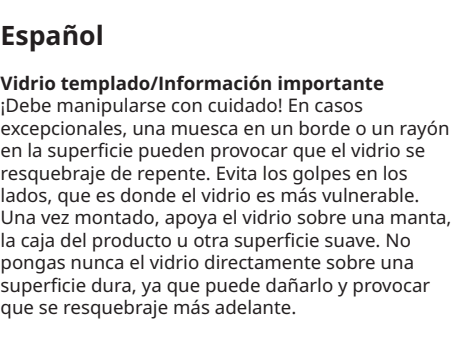 Español
Vidrio templado/Información importante
¡Debe manipularse con cuidado! En casos
excepcionales, una muesca en un borde o un rayón
en la superficie pueden provocar que el vidrio se
resquebraje de repente. Evita los golpes en los
lados, que es donde el vidrio es más vulnerable.
Una vez montado, apoya el vidrio sobre una manta,
la caja del producto u otra superficie suave. No
pongas nunca el vidrio directamente sobre una
superficie dura, ya que puede dañarlo y provocar
que se resquebraje más adelante.